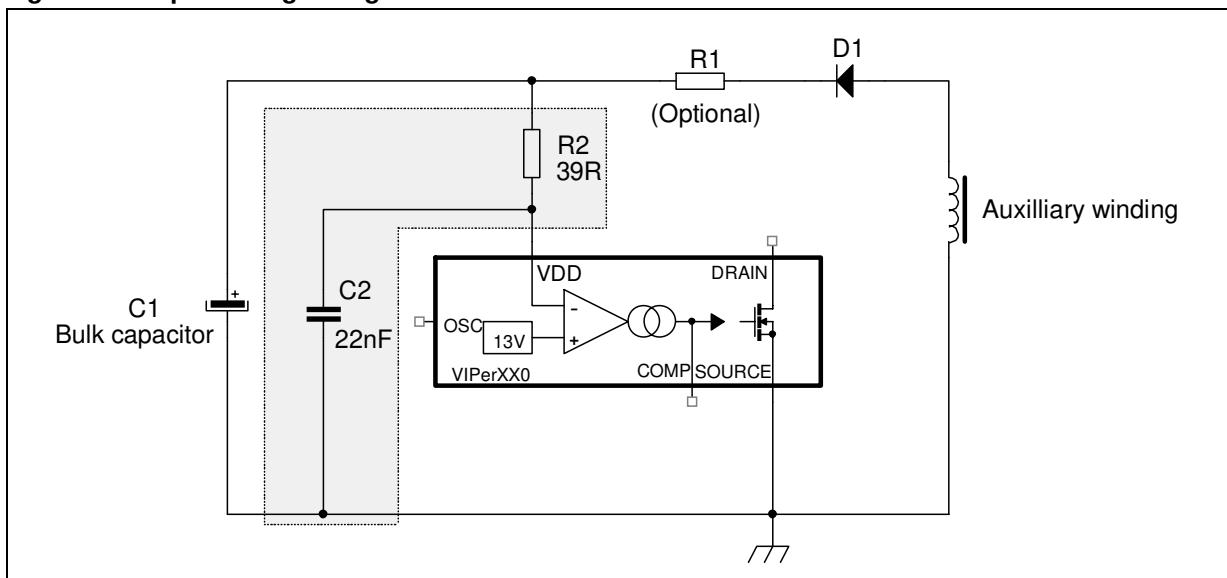 D1
R1
(Optional)
R2
39R
Auxilliary winding
VDD
DRAIN
C1
Bulk capacitor
+
C2
22nF
OSC
13V
-
+
COMP
SOURCE
VIPerXX0